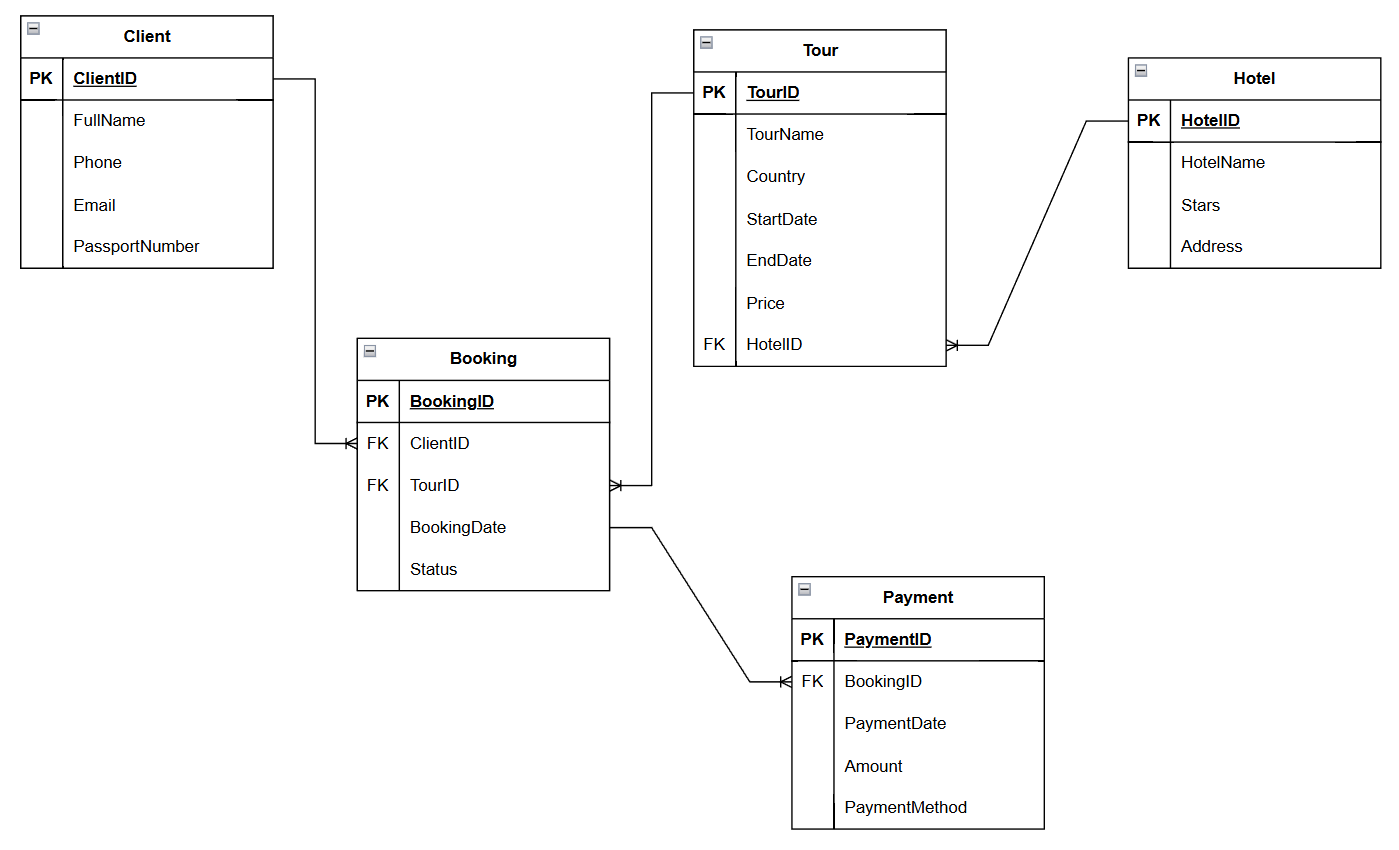 Client
PK ClientID
FullName
Phone
Email
PassportNumber
Tour
PK TourID
TourName
Country
StartDate
EndDate
Price
FK HotelID
Hotel
PK HotelID
HotelName
Stars
Address
Booking
PK BookingID
FK ClientID
FK TourID
BookingDate
Status
Payment
PK PaymentID
FK BookingID
PaymentDate
Amount
PaymentMethod